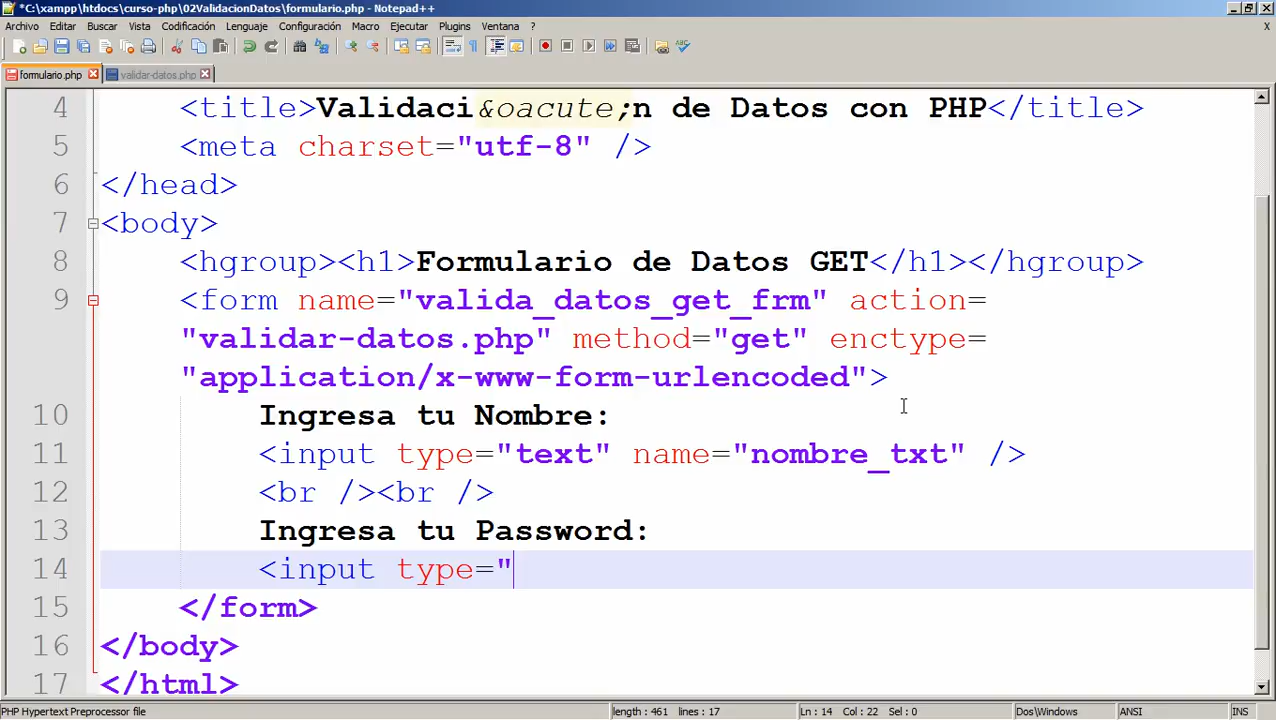 *C:\xampp\htdocs\curso-php\02ValidacionDatos\formulario.php - Notepad++
Archivo Editar Buscar Vista Codificación Lenguaje Configuración Macro Ejecutar Plugins Ventana ?
formulario.php validar-datos.php
4 <title>Validaci&oacute;n de Datos con PHP</title>
5 <meta charset="utf-8" />
6 </head>
7 <body>
8 <hgroup><h1>Formulario de Datos GET</h1></hgroup>
9 <form name="valida_datos_get_frm" action=
"validar-datos.php" method="get" enctype=
"application/x-www-form-urlencoded">
10 Ingresa tu Nombre:
11 <input type="text" name="nombre_txt" />
12 <br /><br />
13 Ingresa tu Password:
14 <input type="
15 </form>
16 </body>
17 </html>
PHP Hypertext Preprocessor file length : 461 lines : 17 Ln : 14 Col : 22 Sel : 0 Dos\Windows ANSI INS